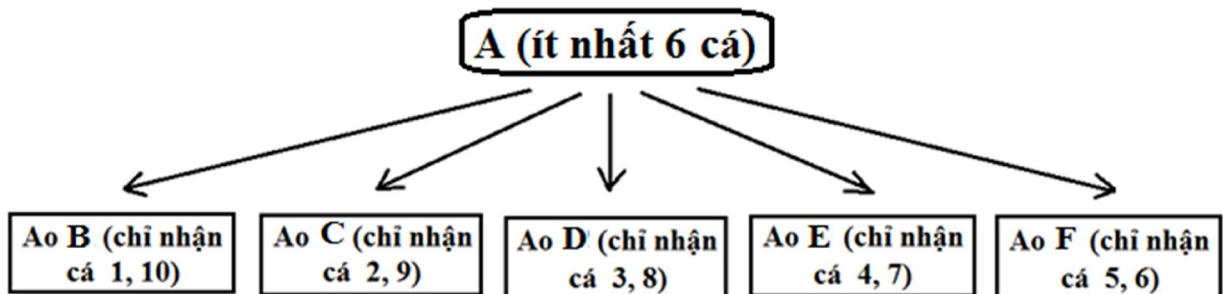 A (ít nhất 6 cá)
Ao B (chỉ nhận
cá 1, 10)
Ao C (chỉ nhận
cá 2, 9)
Ao D (chỉ nhận
cá 3, 8)
Ao E (chỉ nhận
cá 4, 7)
Ao F (chỉ nhận
cá 5, 6)